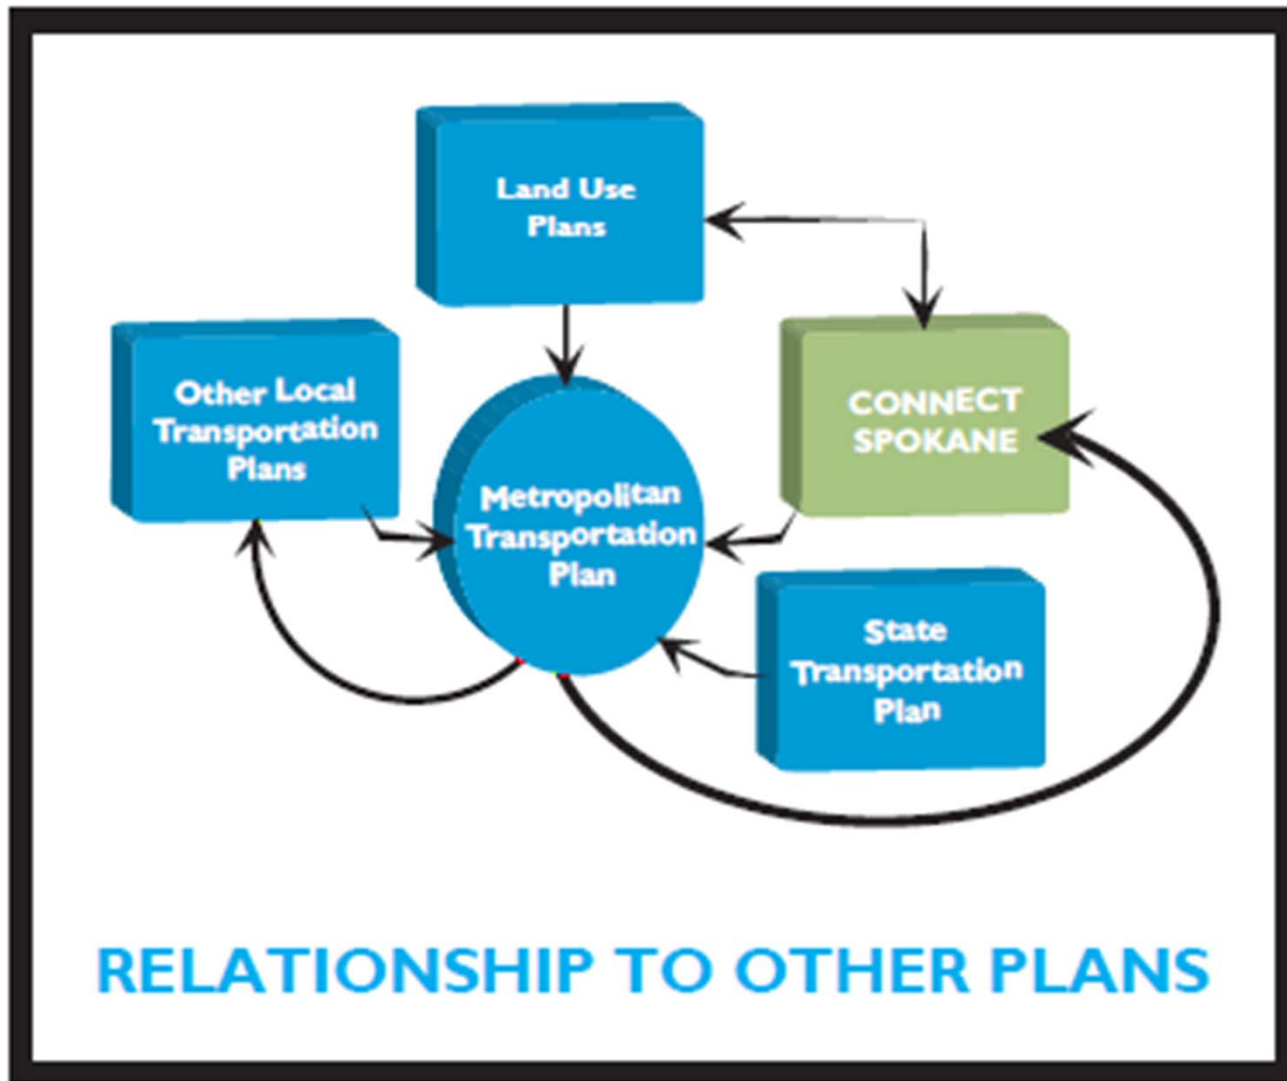 Land Use
Plans
Other Local
Transportation
Plans
CONNECT
SPOKANE
Metropolitan
Transportation
Plan
State
Transportation
Plan
RELATIONSHIP TO OTHER PLANS